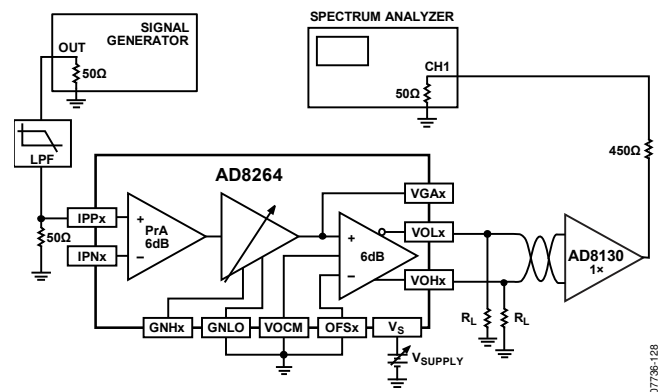 SIGNAL
GENERATOR
OUT
50Ω
SPECTRUM ANALYZER
CH1
50Ω
450Ω
LPF
AD8264
VGAx
IPPx
+
PrA
6dB
–
50Ω
IPNx
+
6dB
–
VOLx
VOHx
AD8130
1×
GNHx
GNLO
VOCM
OFSx
VS
RL
RL
VSUPPLY
07736-128